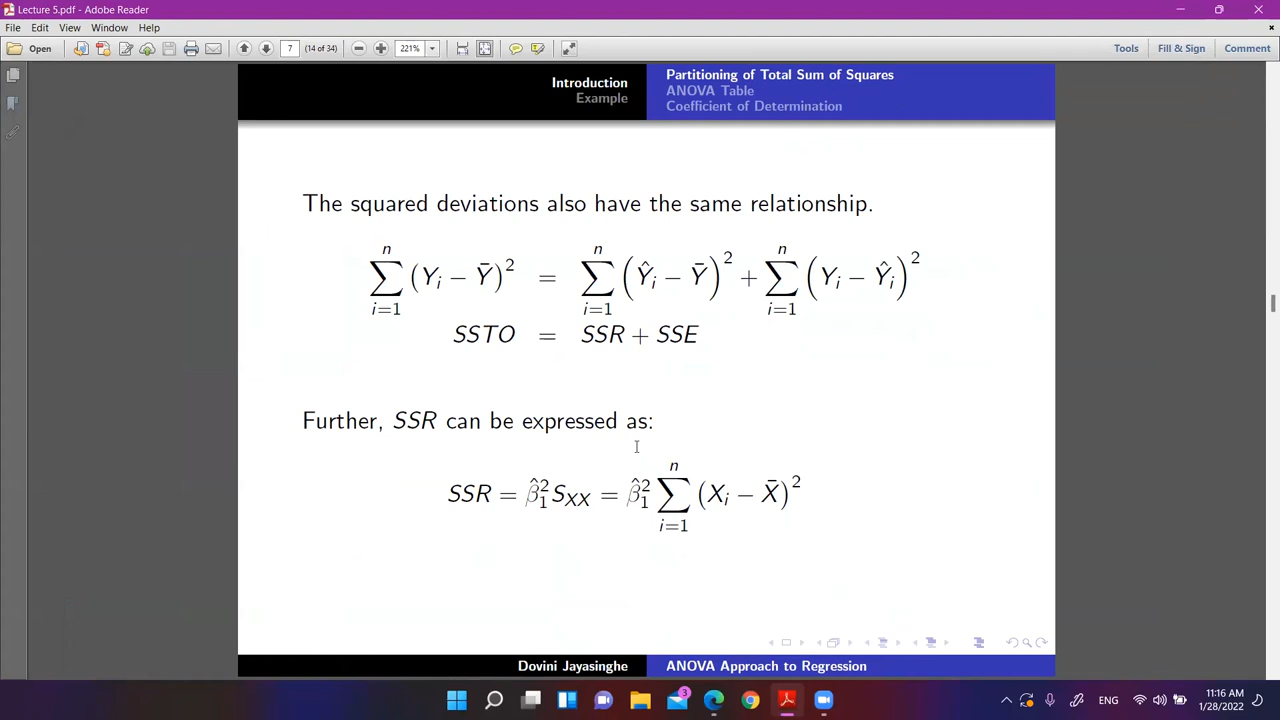 Lecture 5.pdf - Adobe Reader
File Edit View Window Help
Open 7 (14 of 34) 221% Tools Fill & Sign Comment
Introduction
Example
Partitioning of Total Sum of Squares
ANOVA Table
Coefficient of Determination
The squared deviations also have the same relationship.
∑_{i=1}^{n} (Y_i − Ȳ)² = ∑_{i=1}^{n} (Ŷ_i − Ȳ)² + ∑_{i=1}^{n} (Y_i − Ŷ_i)²
SSTO = SSR + SSE
Further, SSR can be expressed as:
SSR = β̂₁² S_{XX} = β̂₁² ∑_{i=1}^{n} (X_i − X̄)²
Dovini Jayasinghe ANOVA Approach to Regression
3
ENG
11:16 AM
1/28/2022